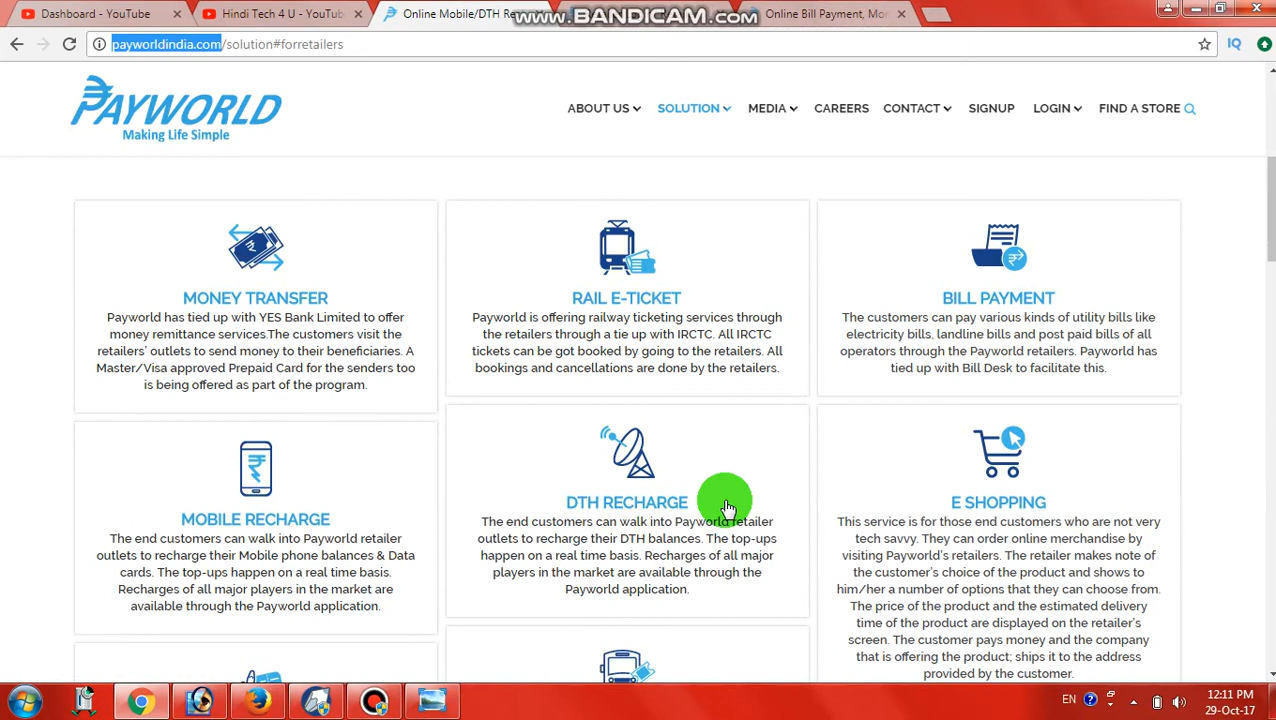 Dashboard - YouTube
Hindi Tech 4 U - YouTube
Online Mobile/DTH Re
www.BANDICAM.com
Online Bill Payment, Mo
payworldindia.com/solution#forretailers
IQ
PAYWORLD
Making Life Simple
ABOUT US
SOLUTION
MEDIA
CAREERS
CONTACT
SIGNUP
LOGIN
FIND A STORE
MONEY TRANSFER
Payworld has tied up with YES Bank Limited to offer
money remittance services.The customers visit the
retailers' outlets to send money to their beneficiaries. A
Master/Visa approved Prepaid Card for the senders too
is being offered as part of the program.
RAIL E-TICKET
Payworld is offering railway ticketing services through
the retailers through a tie up with IRCTC. All IRCTC
tickets can be got booked by going to the retailers. All
bookings and cancellations are done by the retailers.
BILL PAYMENT
The customers can pay various kinds of utility bills like
electricity bills, landline bills and post paid bills of all
operators through the Payworld retailers. Payworld has
tied up with Bill Desk to facilitate this.
MOBILE RECHARGE
The end customers can walk into Payworld retailer
outlets to recharge their Mobile phone balances & Data
cards. The top-ups happen on a real time basis.
Recharges of all major players in the market are
available through the Payworld application.
DTH RECHARGE
The end customers can walk into Payworld retailer
outlets to recharge their DTH balances. The top-ups
happen on a real time basis. Recharges of all major
players in the market are available through the
Payworld application.
E SHOPPING
This service is for those end customers who are not very
tech savvy. They can order online merchandise by
visiting Payworld's retailers. The retailer makes note of
the customer's choice of the product and shows to
him/her a number of options that they can choose from.
The price of the product and the estimated delivery
time of the product are displayed on the retailer's
screen. The customer pays money and the company
that is offering the product; ships it to the address
provided by the customer.
EN
12:11 PM
29-Oct-17